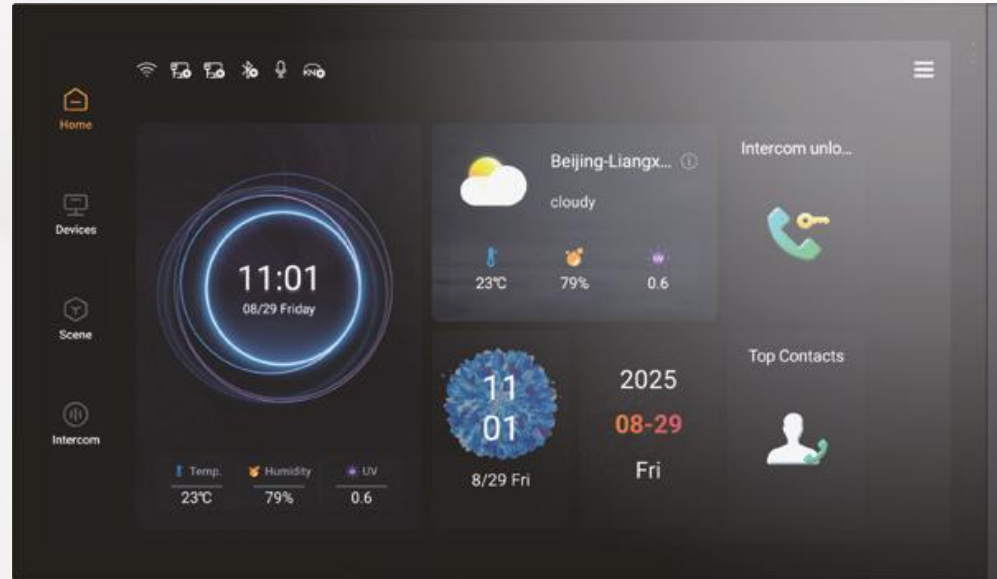 KNX
Home
Devices
Scene
Intercom
11:01
08/29 Friday
Temp.
Humidity
UV
23℃
79%
0.6
Beijing-Liangx...
cloudy
23℃
79%
0.6
Intercom unlo...
11
01
8/29 Fri
2025
08-29
Fri
Top Contacts